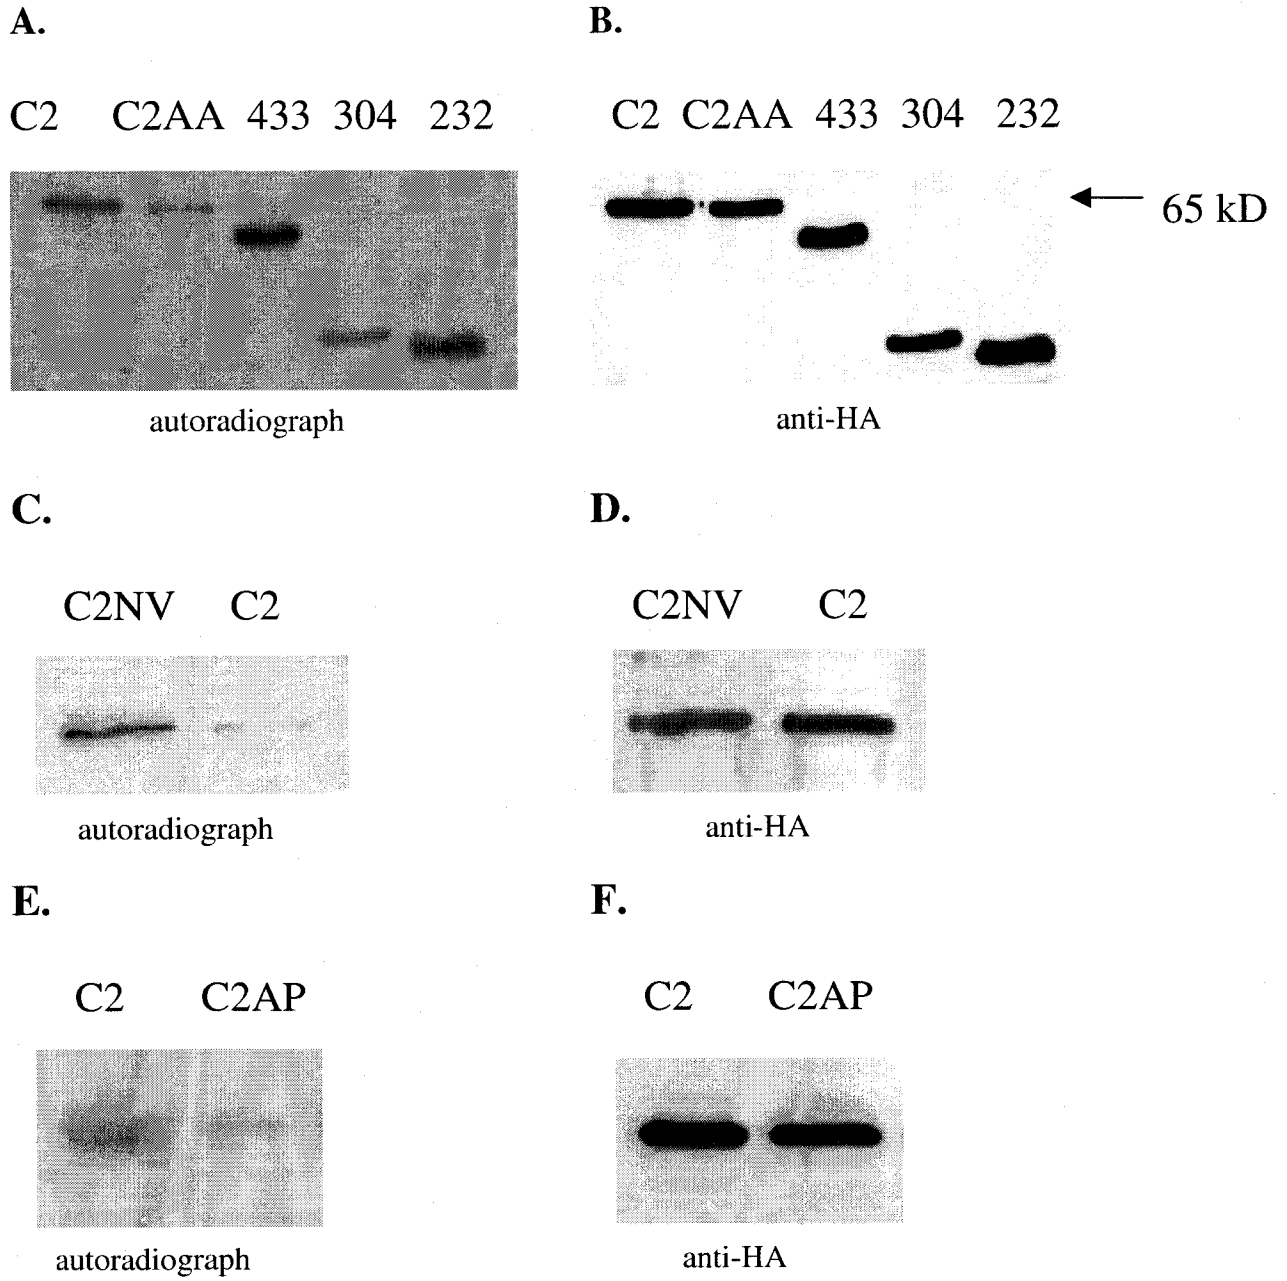 A.
B.
C2 C2AA 433 304 232
C2 C2AA 433 304 232
65 kD
autoradiograph
anti-HA
C.
D.
C2NV C2
C2NV C2
autoradiograph
anti-HA
E.
F.
C2 C2AP
C2 C2AP
autoradiograph
anti-HA